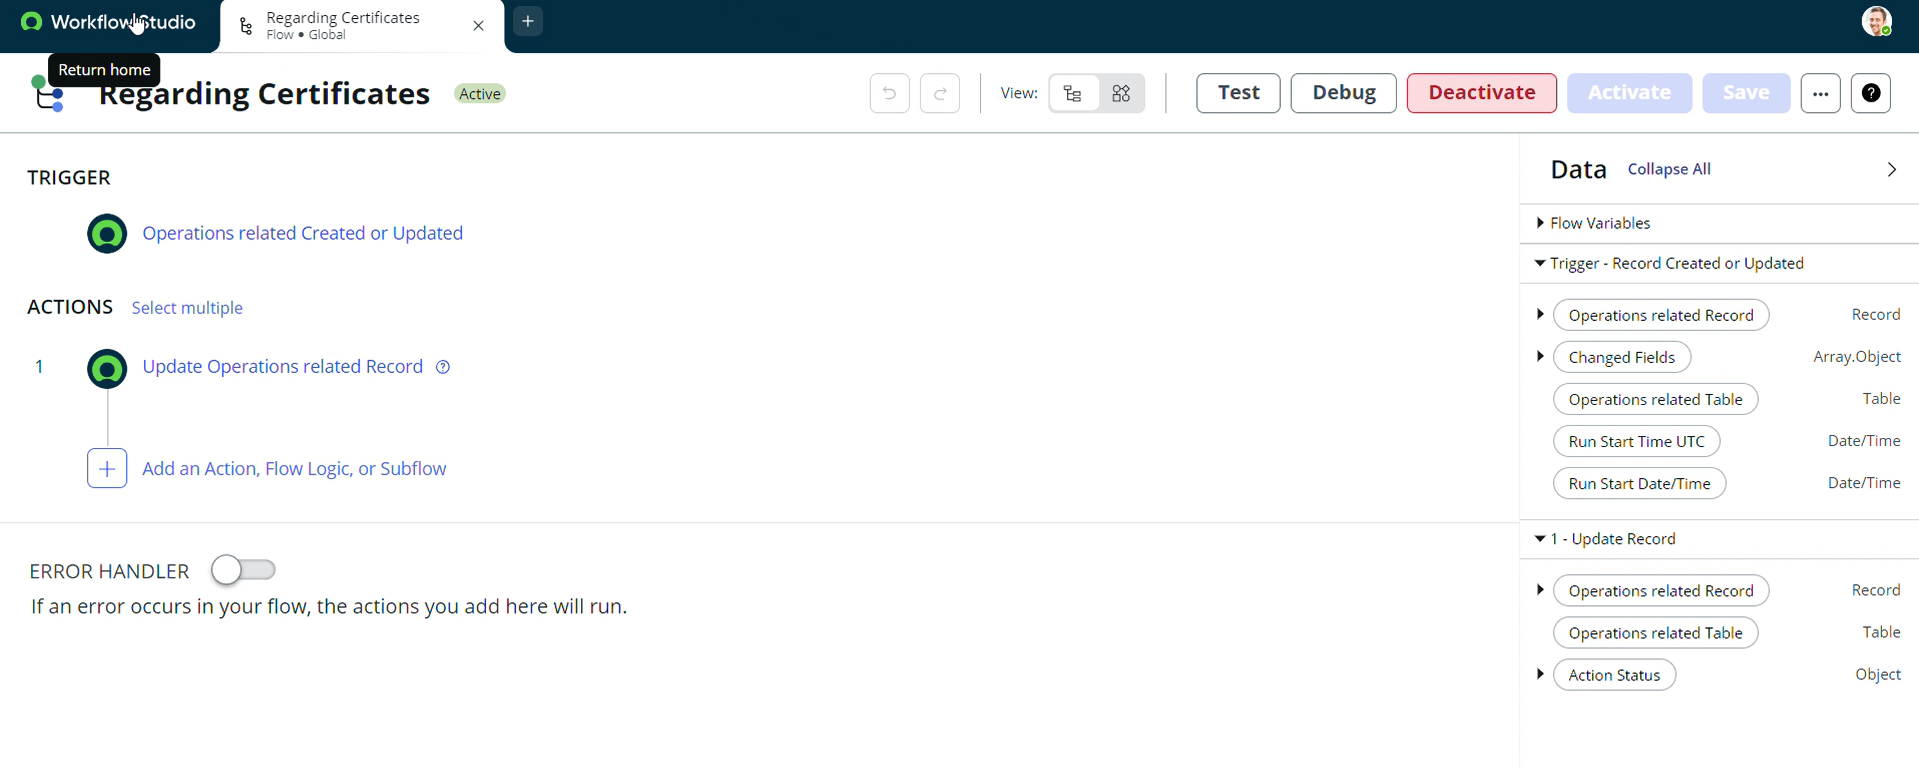 Workflow Studio
Regarding Certificates
Flow • Global
Return home
Regarding Certificates
Active
View:
Test
Debug
Deactivate
Activate
Save
TRIGGER
Operations related Created or Updated
ACTIONS
Select multiple
1
Update Operations related Record
Add an Action, Flow Logic, or Subflow
ERROR HANDLER
If an error occurs in your flow, the actions you add here will run.
Data
Collapse All
Flow Variables
Trigger - Record Created or Updated
Operations related Record Record
Changed Fields Array.Object
Operations related Table Table
Run Start Time UTC Date/Time
Run Start Date/Time Date/Time
1 - Update Record
Operations related Record Record
Operations related Table Table
Action Status Object